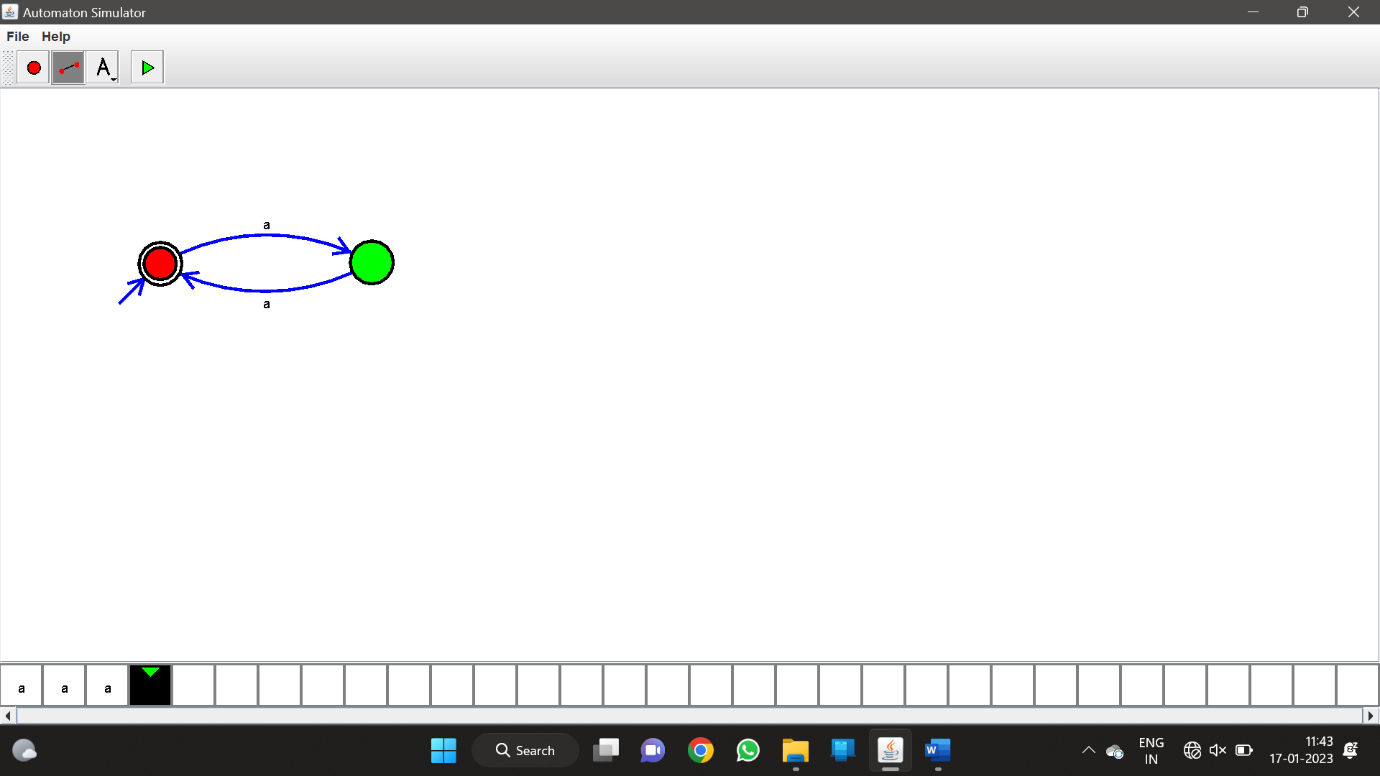 Automaton Simulator
File Help
A
a
a
a a a
Search
ENG
IN
11:43
17-01-2023